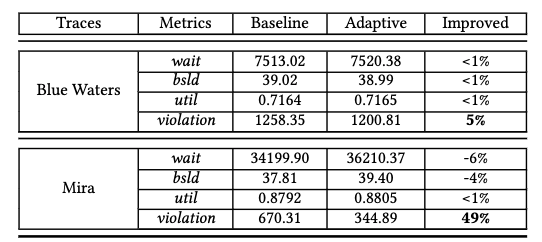 Traces Metrics Baseline Adaptive Improved
Blue Waters
wait 7513.02 7520.38 <1%
bsld 39.02 38.99 <1%
util 0.7164 0.7165 <1%
violation 1258.35 1200.81 5%
Mira
wait 34199.90 36210.37 -6%
bsld 37.81 39.40 -4%
util 0.8792 0.8805 <1%
violation 670.31 344.89 49%